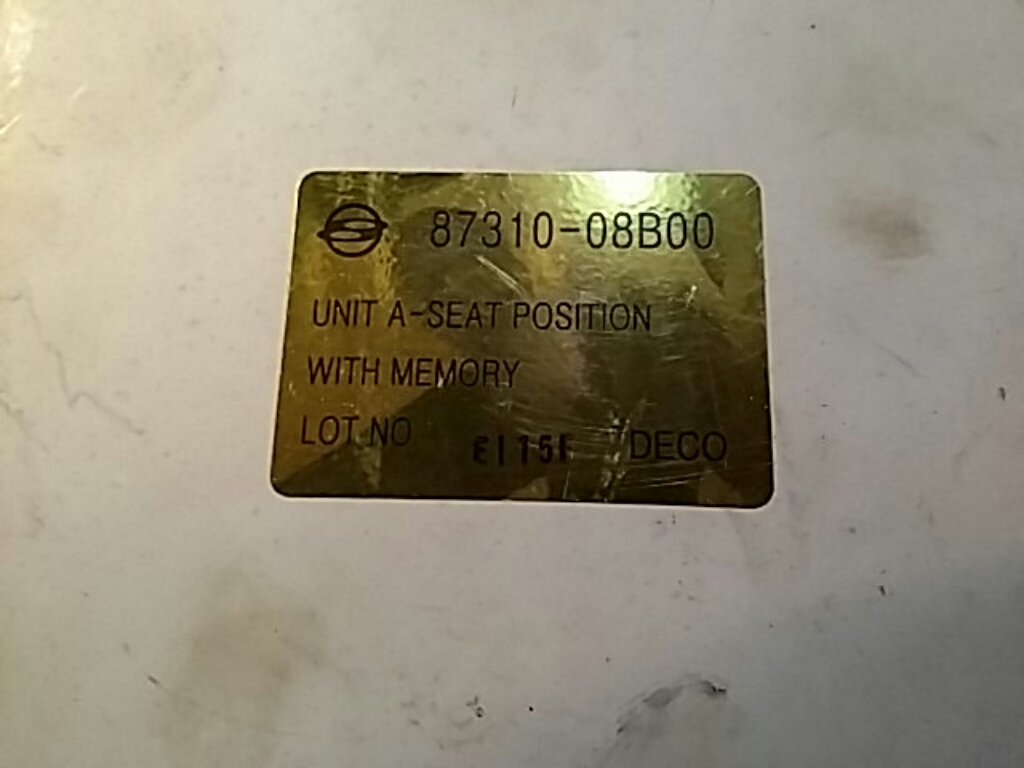 87310-08B00
UNIT A-SEAT POSITION
WITH MEMORY
LOT NO DECO